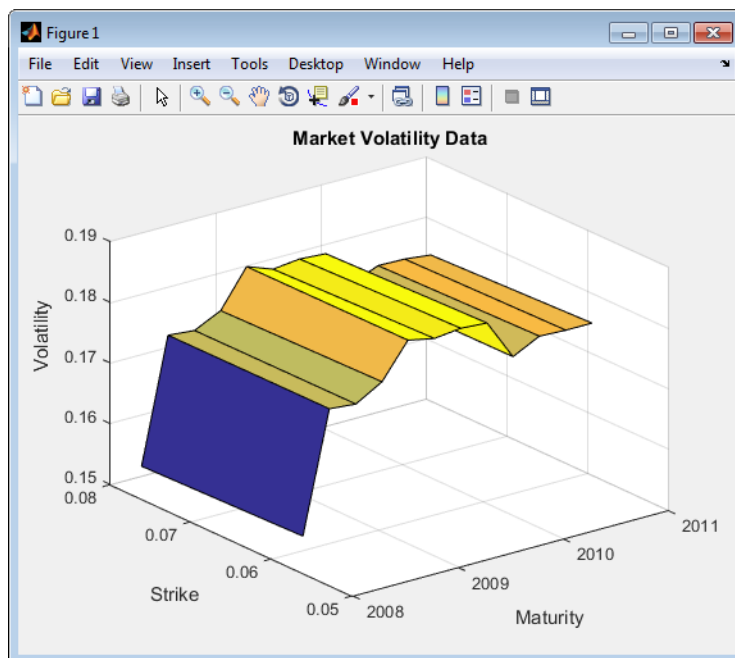 Figure 1
File Edit View Insert Tools Desktop Window Help
Market Volatility Data
0.19
0.18
0.17
0.16
0.15
Volatility
0.08
0.07
0.06
0.05
Strike
2008
2009
2010
2011
Maturity